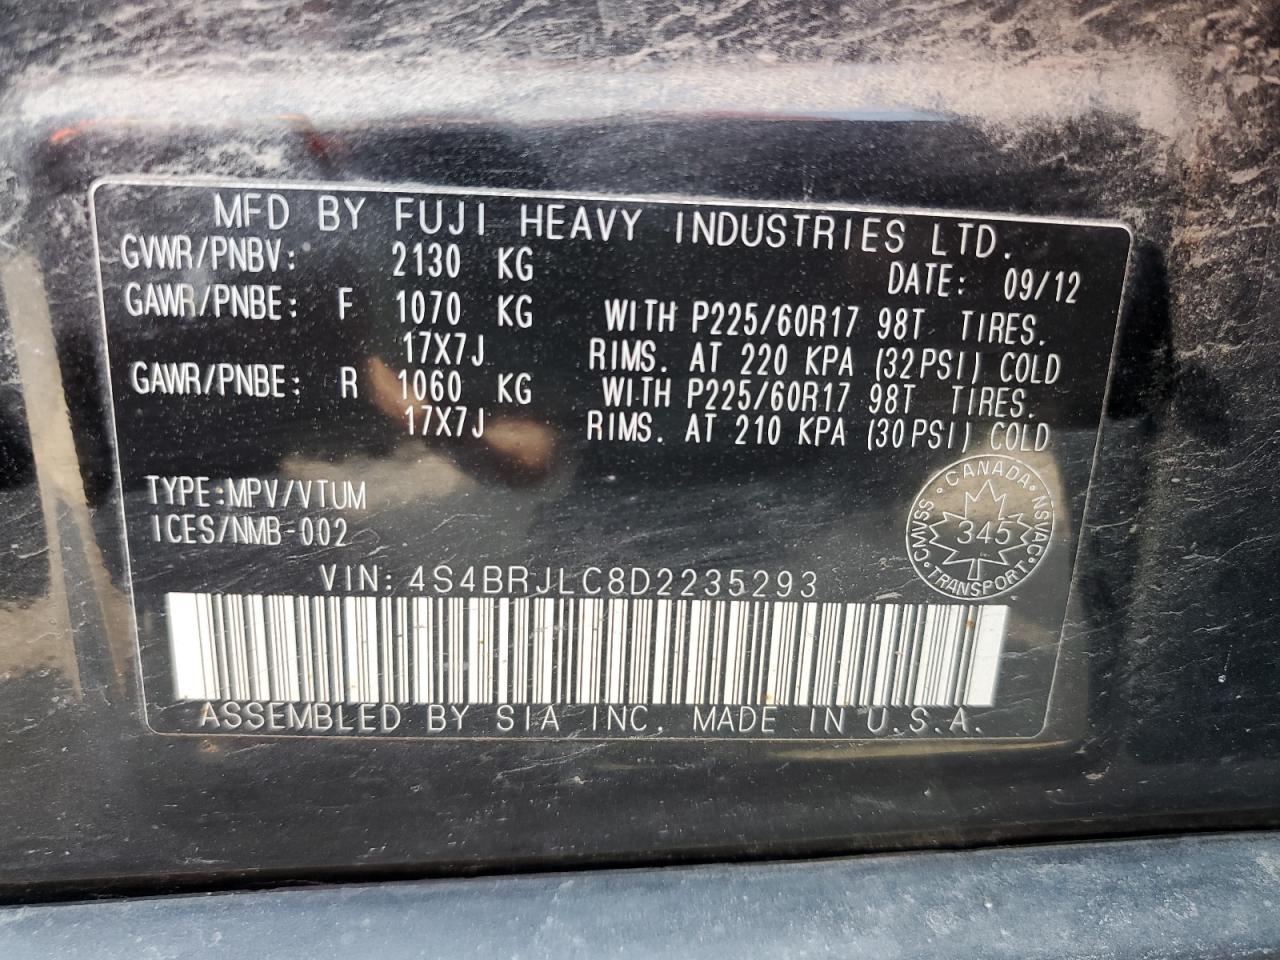 MFD BY FUJI HEAVY INDUSTRIES LTD.
GVWR/PNBV: 2130 KG DATE: 09/12
GAWR/PNBE: F 1070 KG WITH P225/60R17 98T TIRES.
17X7J RIMS. AT 220 KPA (32PSI) COLD
GAWR/PNBE: R 1060 KG WITH P225/60R17 98T TIRES.
17X7J RIMS. AT 210 KPA (30PSI) COLD
TYPE:MPV/VTUM
ICES/NMB-002
CANADA NSVAC TRANSPORT CMVSS
345
VIN: 4S4BRJLC8D2235293
ASSEMBLED BY SIA INC. MADE IN U.S.A.